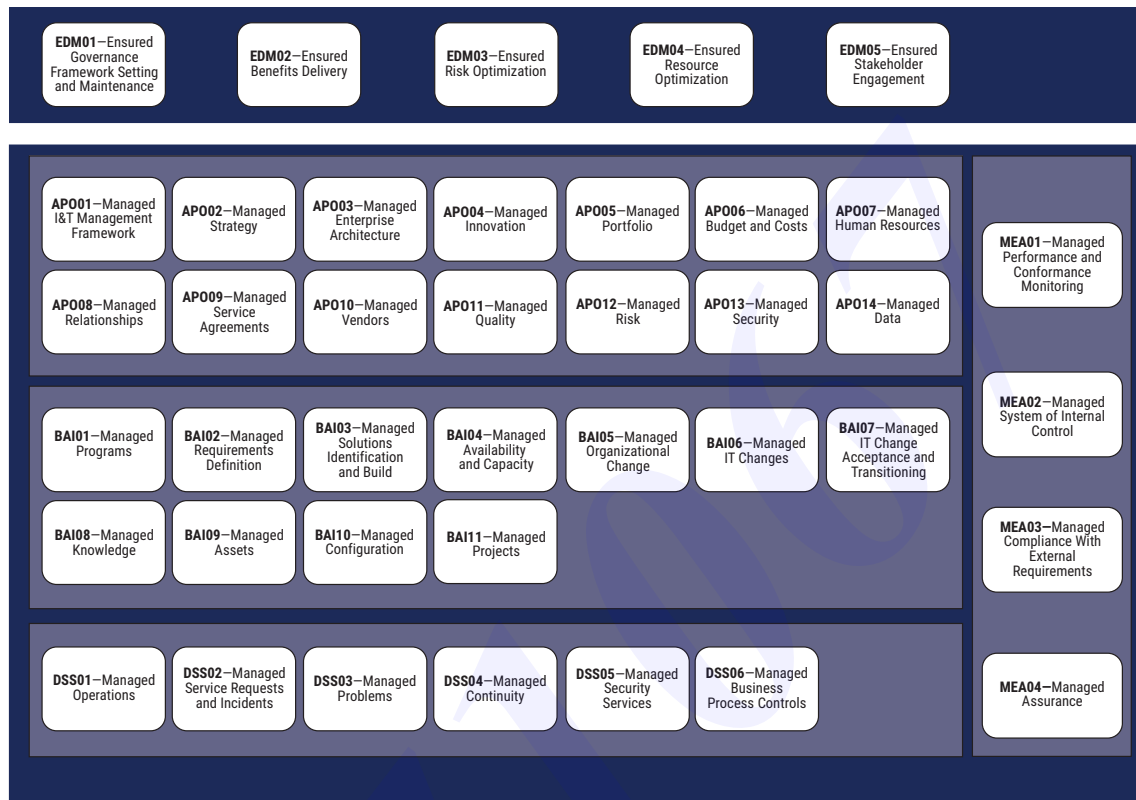 EDM01—Ensured
Governance
Framework Setting
and Maintenance
EDM02—Ensured
Benefits Delivery
EDM03—Ensured
Risk Optimization
EDM04—Ensured
Resource
Optimization
EDM05—Ensured
Stakeholder
Engagement
APO01—Managed
I&T Management
Framework
APO02—Managed
Strategy
APO03—Managed
Enterprise
Architecture
APO04—Managed
Innovation
APO05—Managed
Portfolio
APO06—Managed
Budget and Costs
APO07—Managed
Human Resources
APO08—Managed
Relationships
APO09—Managed
Service
Agreements
APO10—Managed
Vendors
APO11—Managed
Quality
APO12—Managed
Risk
APO13—Managed
Security
APO14—Managed
Data
BAI01—Managed
Programs
BAI02—Managed
Requirements
Definition
BAI03—Managed
Solutions
Identification
and Build
BAI04—Managed
Availability
and Capacity
BAI05—Managed
Organizational
Change
BAI06—Managed
IT Changes
BAI07—Managed
IT Change
Acceptance and
Transitioning
BAI08—Managed
Knowledge
BAI09—Managed
Assets
BAI10—Managed
Configuration
BAI11—Managed
Projects
DSS01—Managed
Operations
DSS02—Managed
Service Requests
and Incidents
DSS03—Managed
Problems
DSS04—Managed
Continuity
DSS05—Managed
Security
Services
DSS06—Managed
Business
Process Controls
MEA01—Managed
Performance and
Conformance
Monitoring
MEA02—Managed
System of Internal
Control
MEA03—Managed
Compliance With
External
Requirements
MEA04—Managed
Assurance